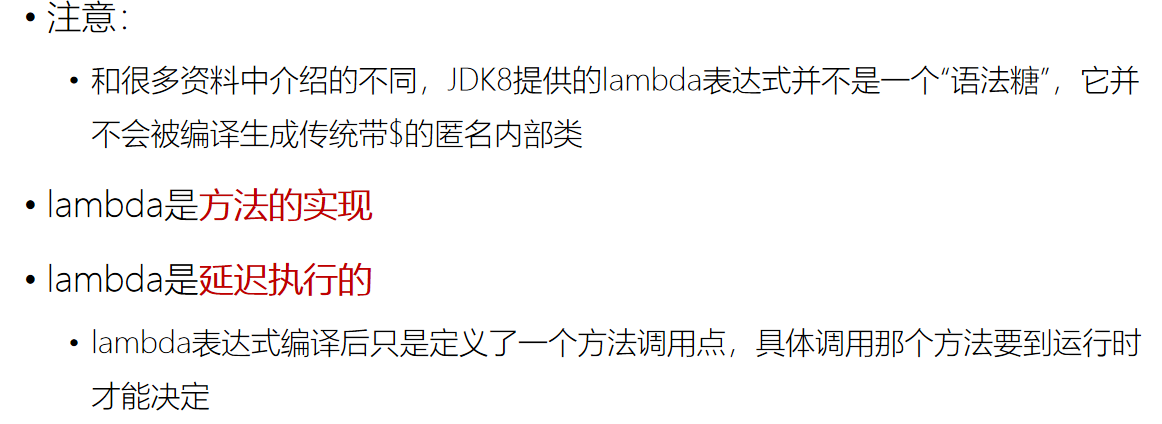 • 注意：
• 和很多资料中介绍的不同，JDK8提供的lambda表达式并不是一个“语法糖”，它并
不会被编译生成传统带$的匿名内部类
• lambda是方法的实现
• lambda是延迟执行的
• lambda表达式编译后只是定义了一个方法调用点，具体调用那个方法要到运行时
才能决定